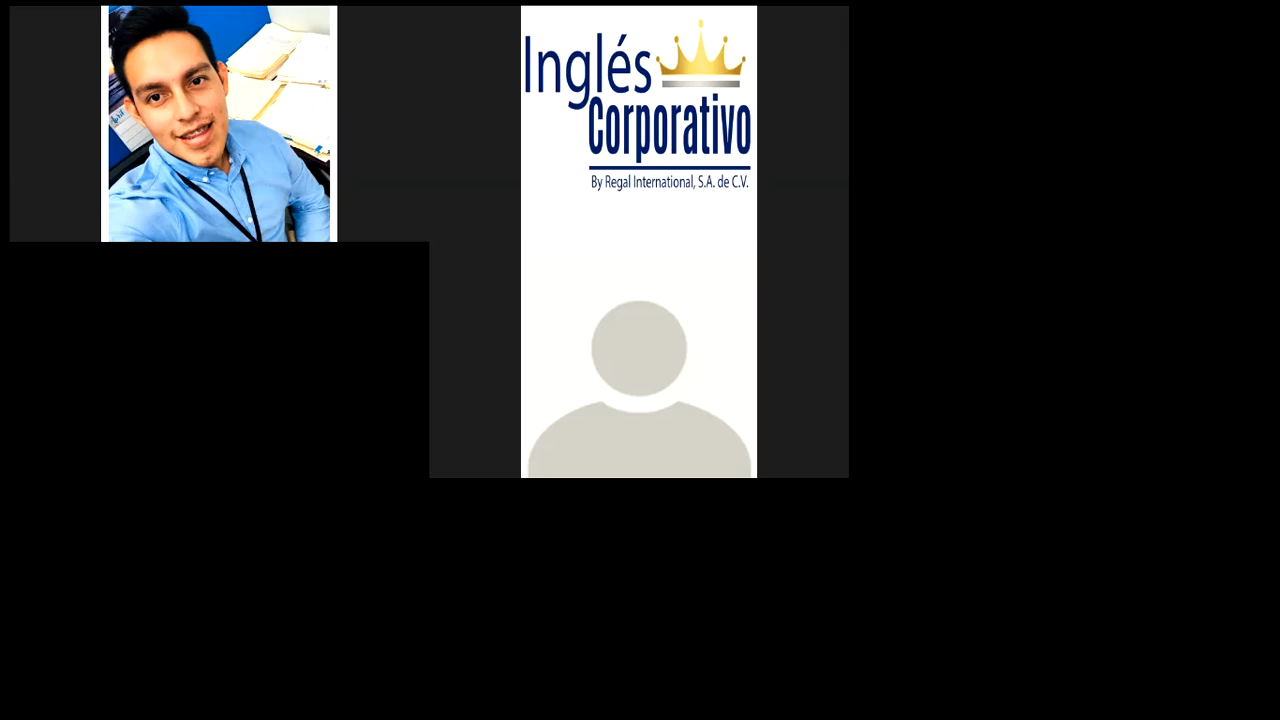 Inglés
Corporativo
By Regal International, S.A. de C.V.